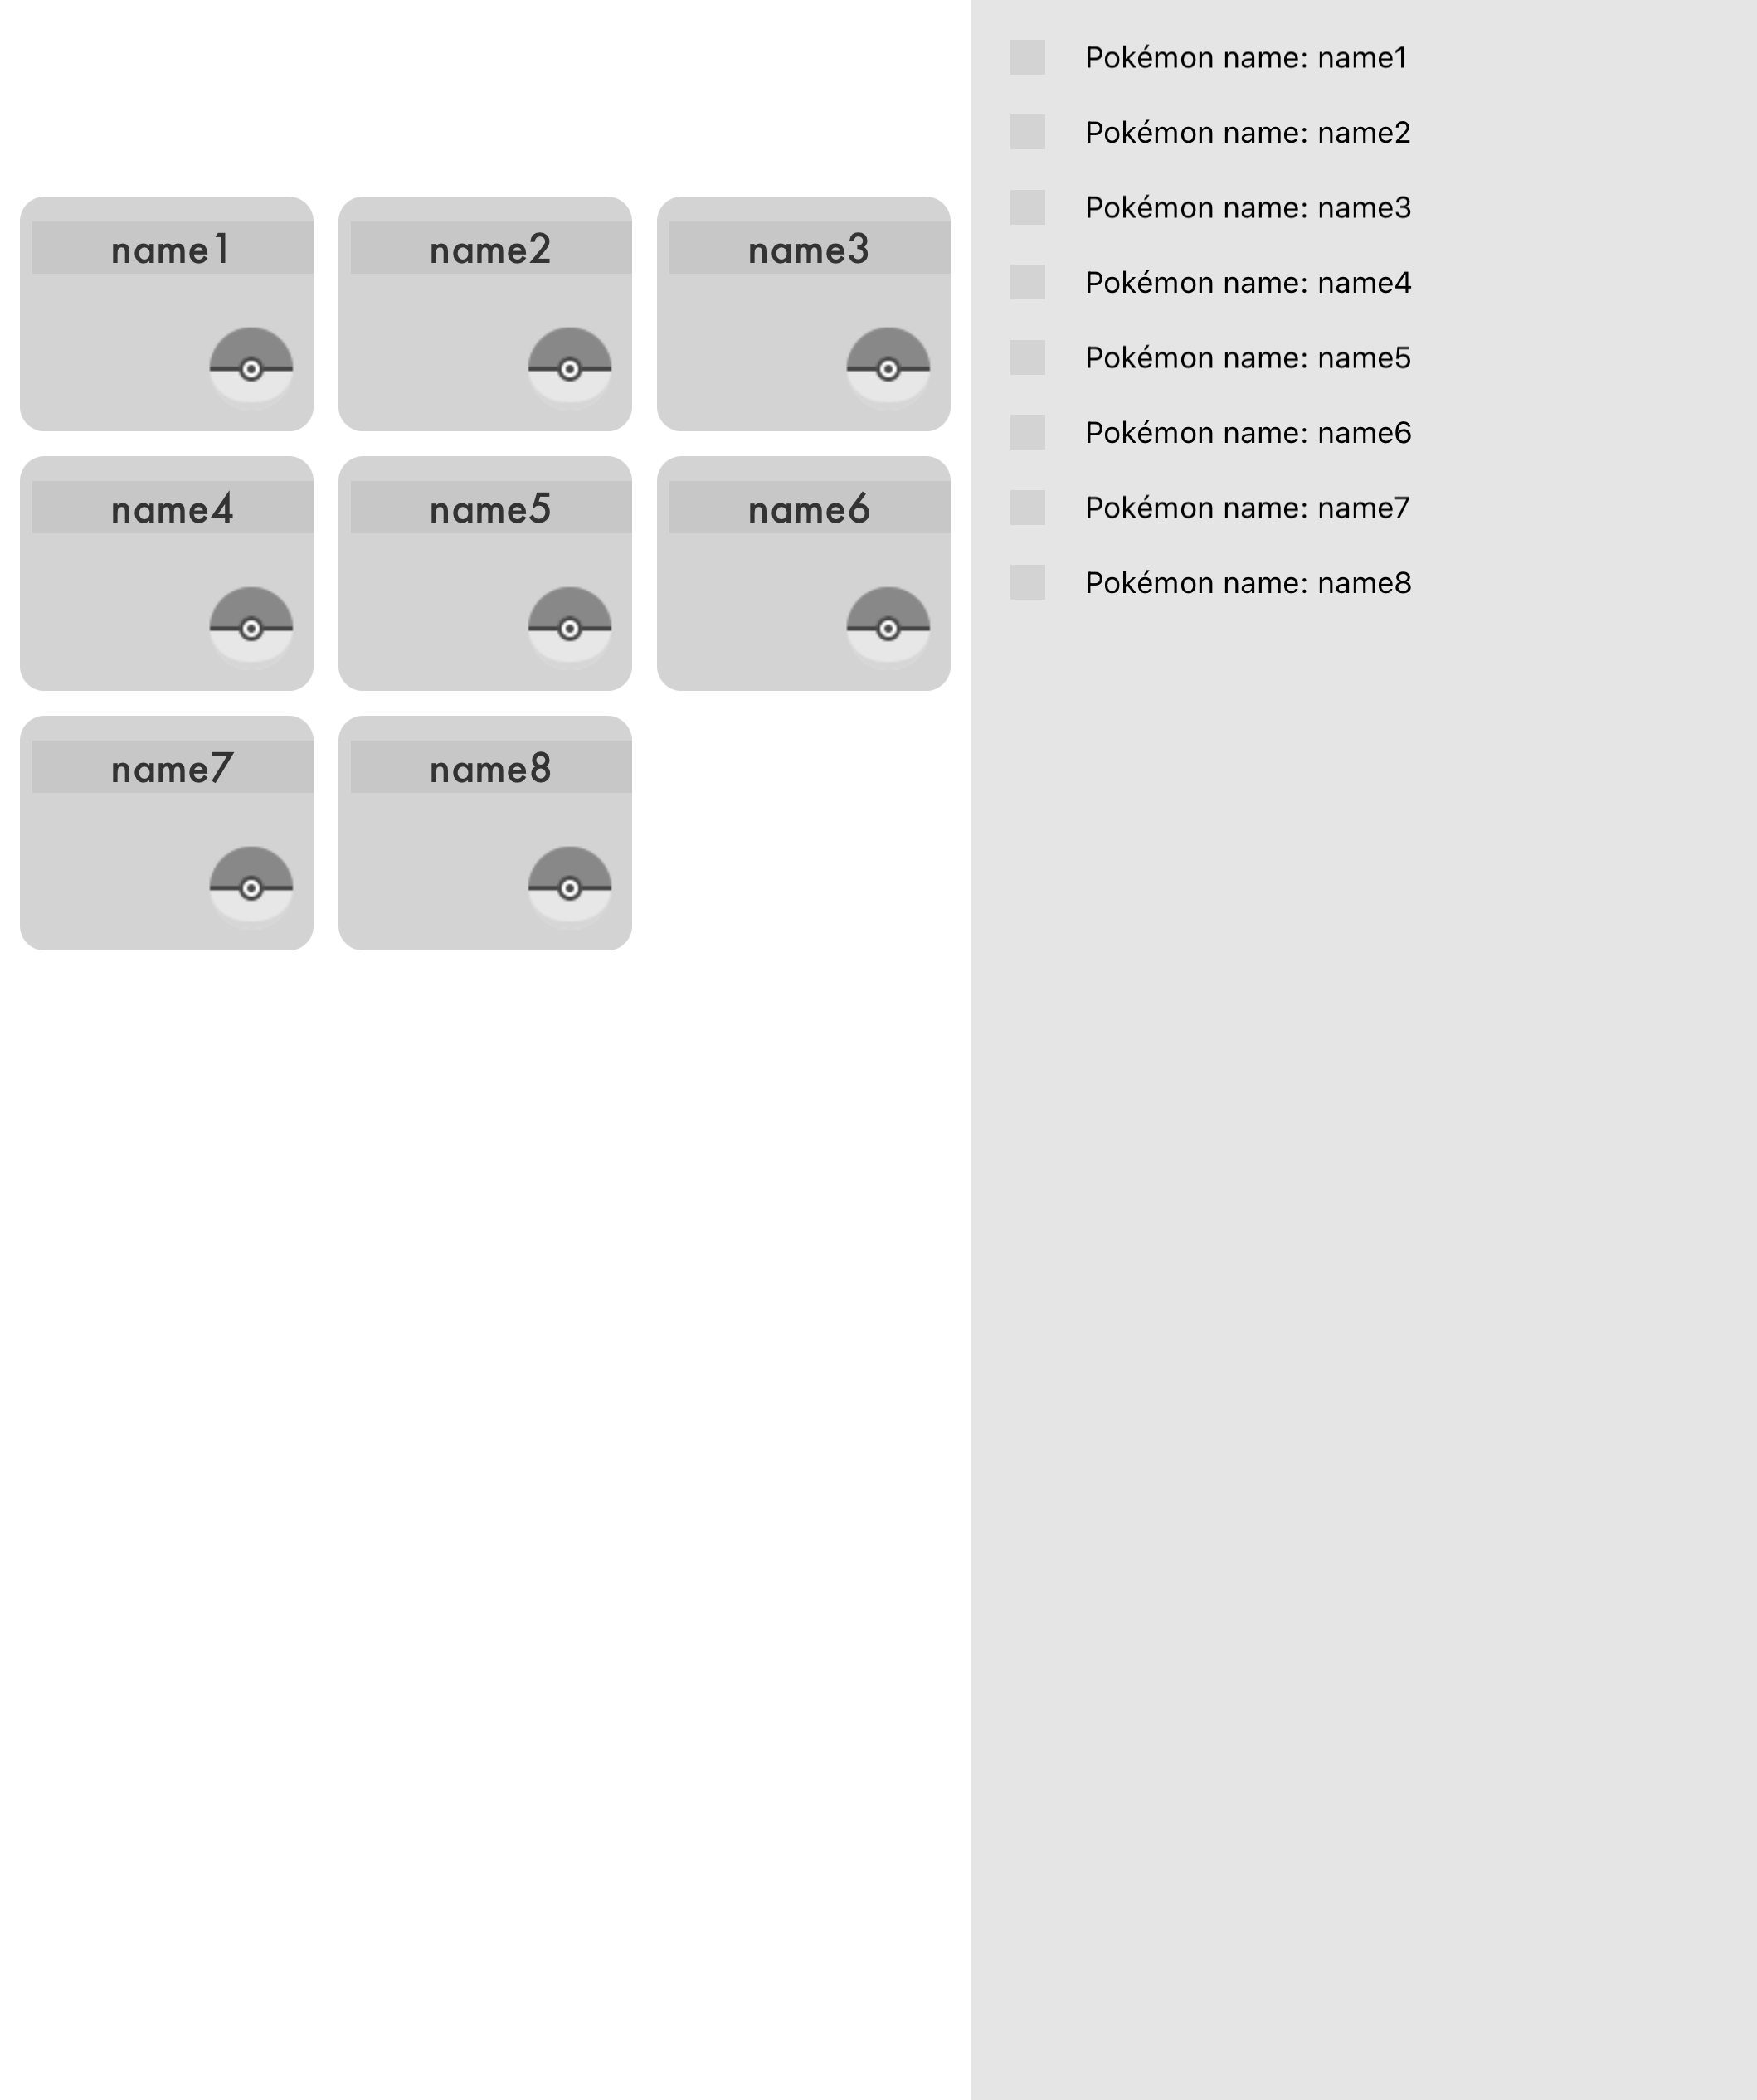 name1
name2
name3
name4
name5
name6
name7
name8
Pokémon name: name1
Pokémon name: name2
Pokémon name: name3
Pokémon name: name4
Pokémon name: name5
Pokémon name: name6
Pokémon name: name7
Pokémon name: name8